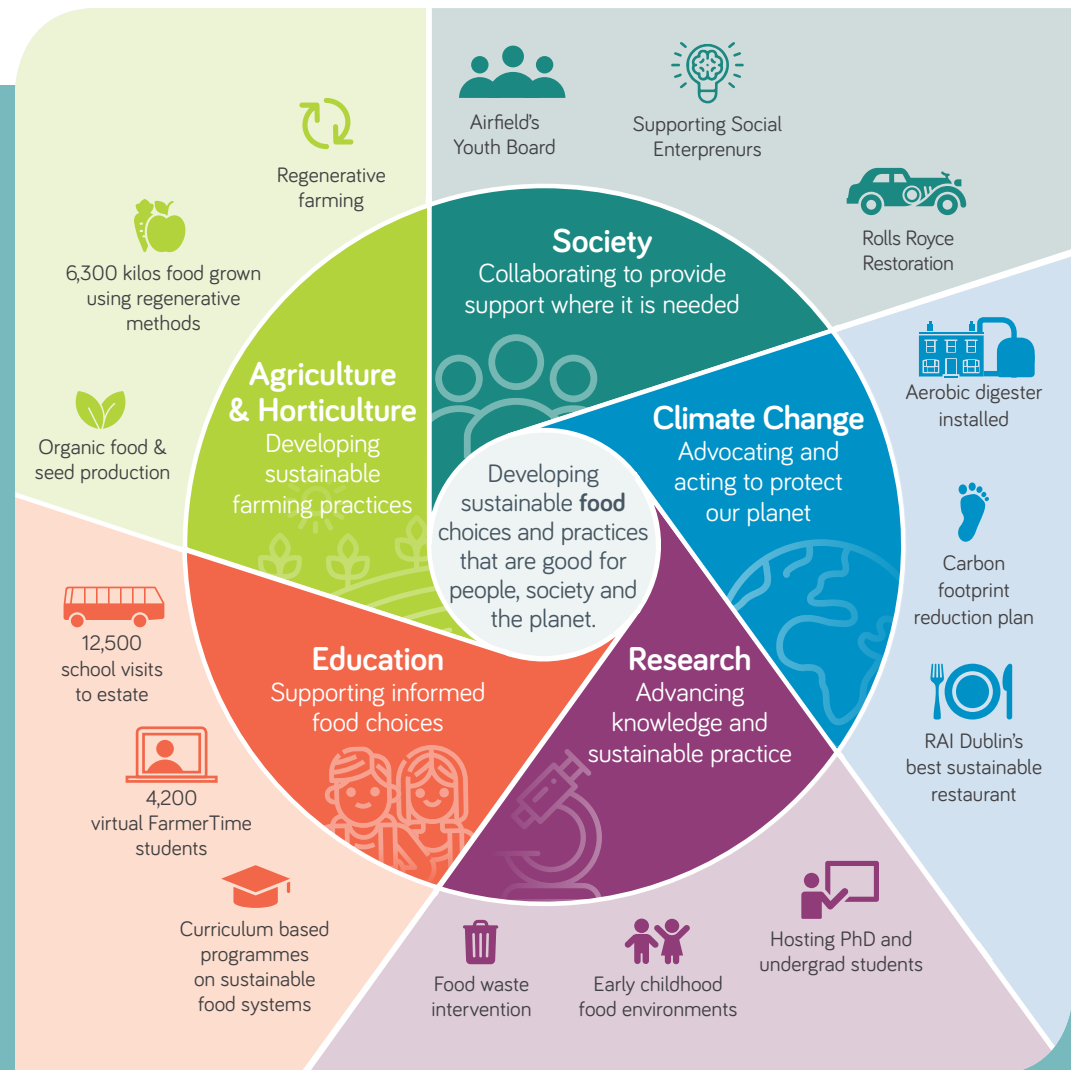 Airfield's
Youth Board
Supporting Social
Enterprenurs
Rolls Royce
Restoration
Society
Collaborating to provide
support where it is needed
Regenerative
farming
6,300 kilos food grown
using regenerative
methods
Organic food &
seed production
Agriculture
& Horticulture
Developing
sustainable
farming practices
Climate Change
Advocating and
acting to protect
our planet
Aerobic digester
installed
Carbon
footprint
reduction plan
RAI Dublin's
best sustainable
restaurant
Developing
sustainable food
choices and practices
that are good for
people, society and
the planet.
Education
Supporting informed
food choices
12,500
school visits
to estate
4,200
virtual FarmerTime
students
Curriculum based
programmes
on sustainable
food systems
Research
Advancing
knowledge and
sustainable practice
Food waste
intervention
Early childhood
food environments
Hosting PhD and
undergrad students